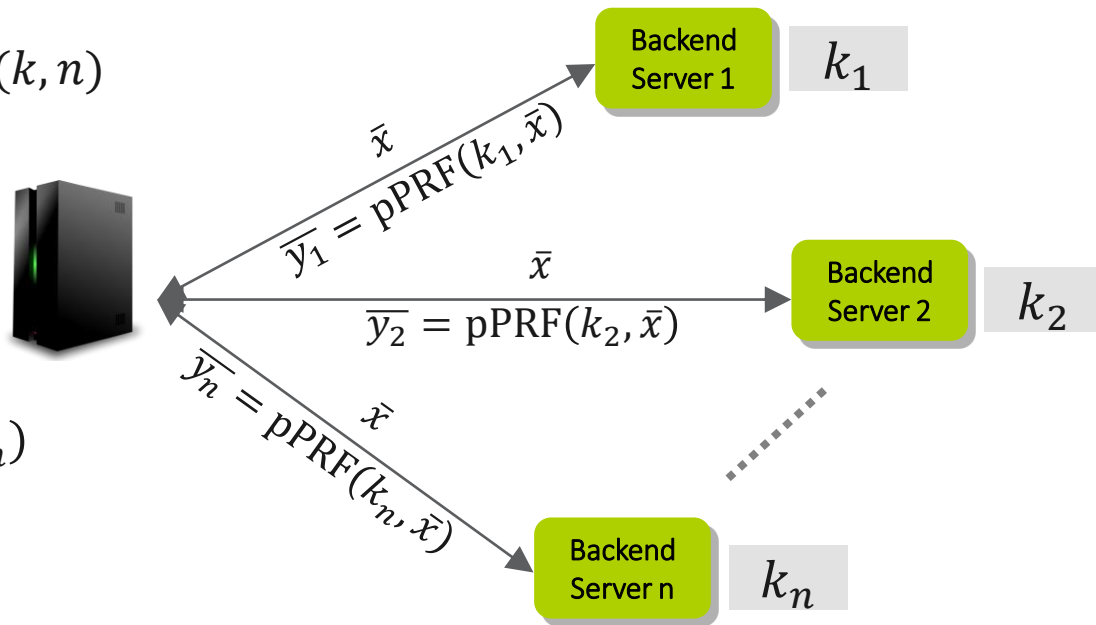 (k, n)
Backend
Server 1
k₁
x̄
y̅₁ = pPRF(k₁, x̄)
x̄
y̅₂ = pPRF(k₂, x̄)
Backend
Server 2
k₂
x̄
y̅ₙ = pPRF(kₙ, x̄)
ₙ)
Backend
Server n
kₙ